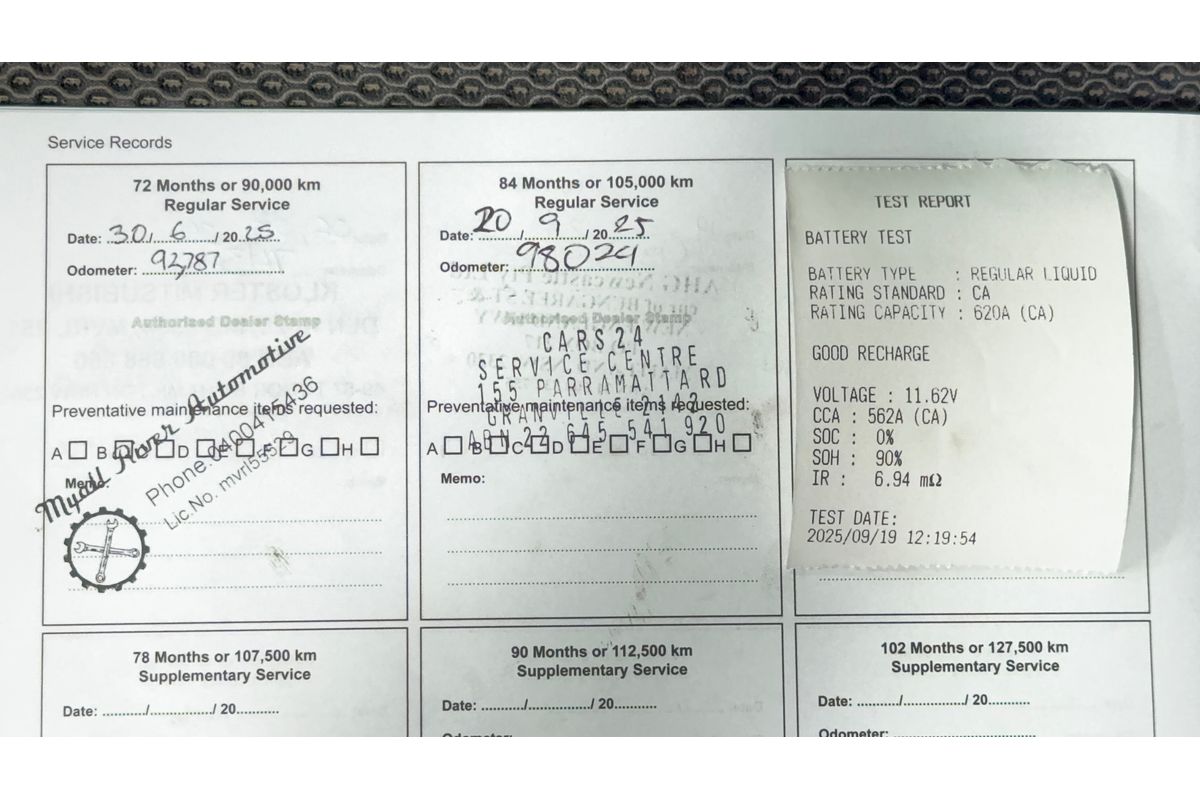 Service Records
72 Months or 90,000 km
Regular Service
Date: 30/6/2025
Odometer: 92787
Authorized Dealer Stamp
Myall River Automotive
Phone: 0400415436
Lic.No. mvrl55529
Preventative maintenance items requested:
A B C D E F G H
Memo:
84 Months or 105,000 km
Regular Service
Date: 20/9/2025
Odometer: 98024
Authorized Dealer Stamp
CARS24
SERVICE CENTRE
155 PARRAMATTA RD
GRANVILLE 2142
ABN 22 645 541 920
Preventative maintenance items requested:
A B C D E F G H
Memo:
TEST REPORT
BATTERY TEST
BATTERY TYPE : REGULAR LIQUID
RATING STANDARD : CA
RATING CAPACITY : 620A (CA)
GOOD RECHARGE
VOLTAGE : 11.62V
CCA : 562A (CA)
SOC : 0%
SOH : 90%
IR : 6.94 mΩ
TEST DATE:
2025/09/19 12:19:54
78 Months or 107,500 km
Supplementary Service
Date: ........../............./ 20..........
90 Months or 112,500 km
Supplementary Service
Date: ........../............./ 20..........
Odometer:
102 Months or 127,500 km
Supplementary Service
Date: ........../............./ 20..........
Odometer: